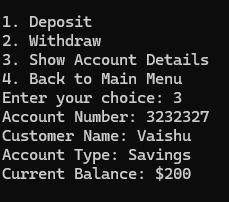 1. Deposit
2. Withdraw
3. Show Account Details
4. Back to Main Menu
Enter your choice: 3
Account Number: 3232327
Customer Name: Vaishu
Account Type: Savings
Current Balance: $200